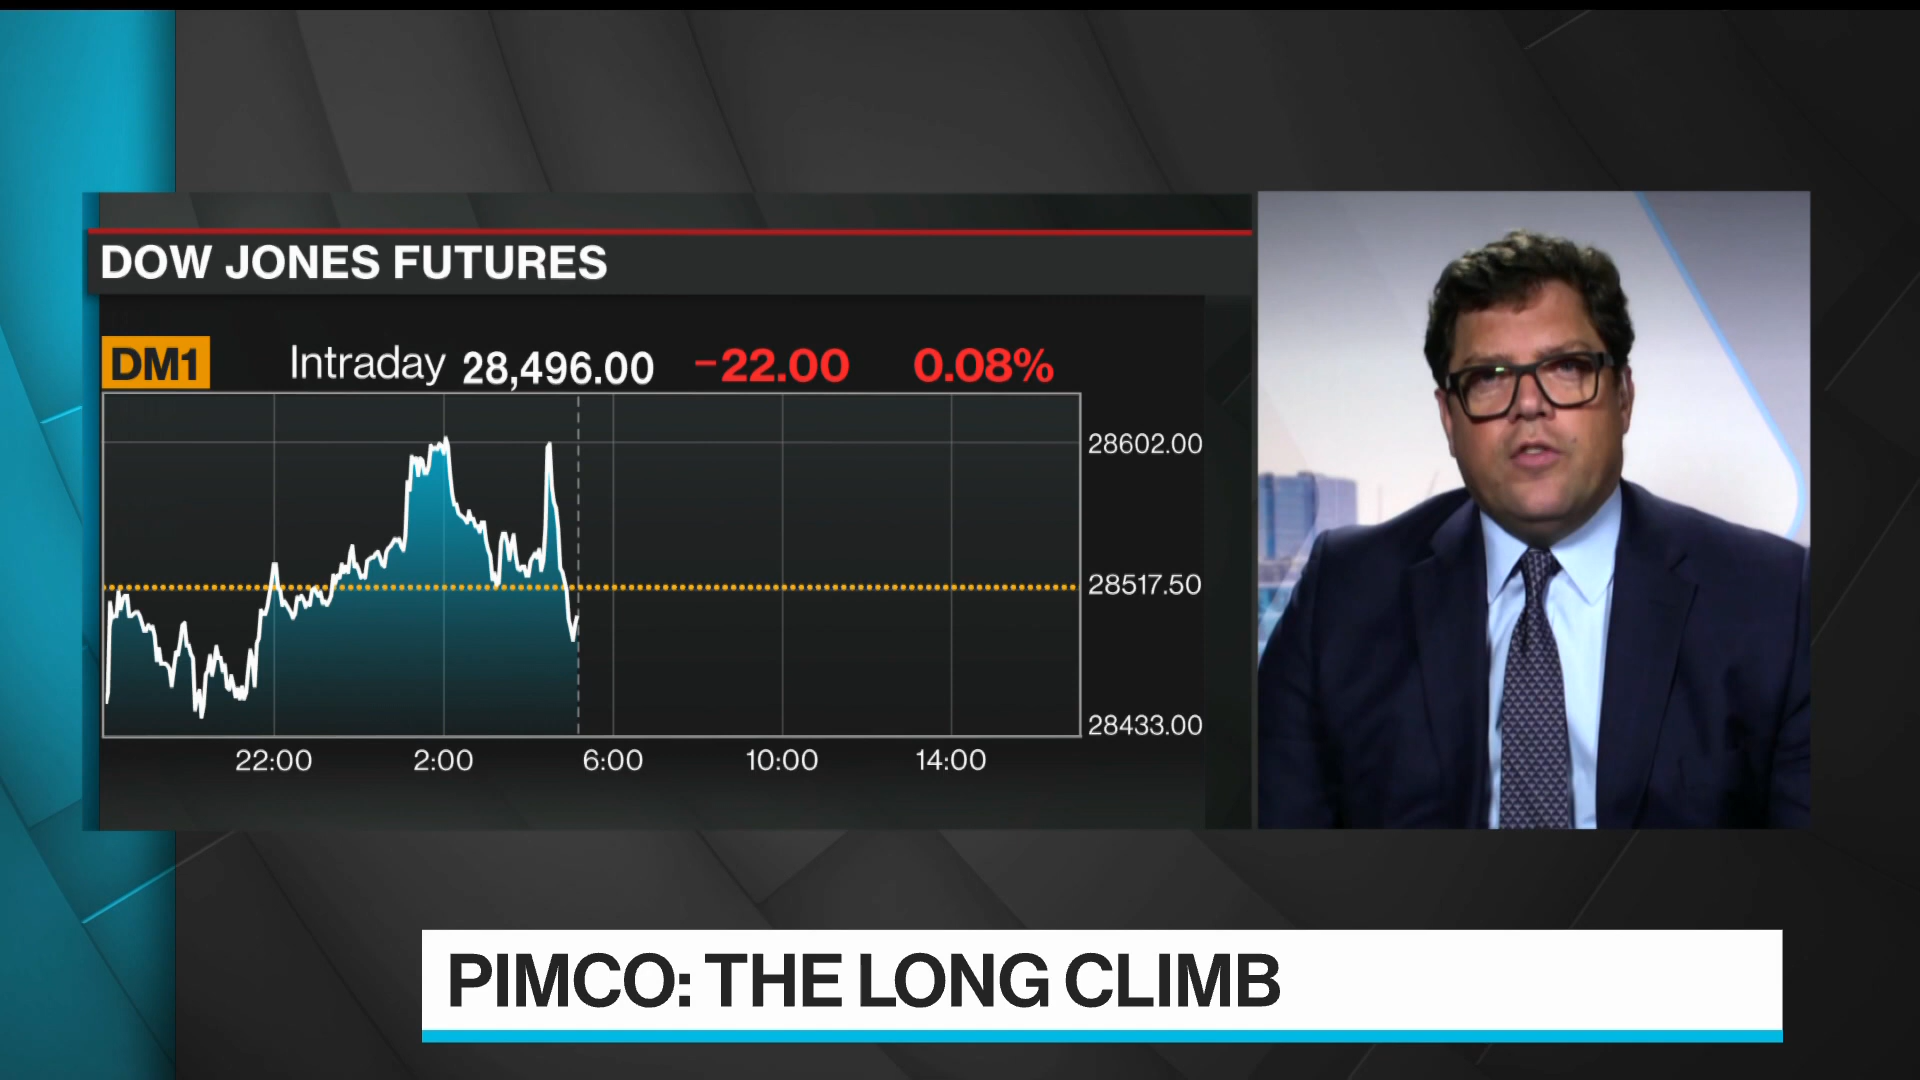 DOW JONES FUTURES
DM1 Intraday 28,496.00 -22.00 0.08%
28602.00
28517.50
28433.00
22:00 2:00 6:00 10:00 14:00
PIMCO: THE LONG CLIMB